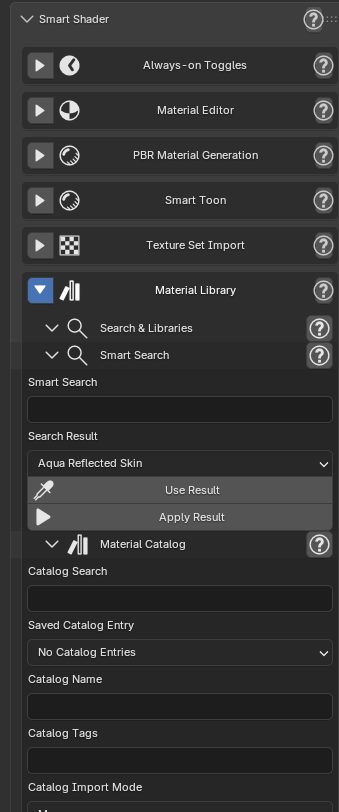 Smart Shader
Always-on Toggles
Material Editor
PBR Material Generation
Smart Toon
Texture Set Import
Material Library
Search & Libraries
Smart Search
Smart Search
Search Result
Aqua Reflected Skin
Use Result
Apply Result
Material Catalog
Catalog Search
Saved Catalog Entry
No Catalog Entries
Catalog Name
Catalog Tags
Catalog Import Mode